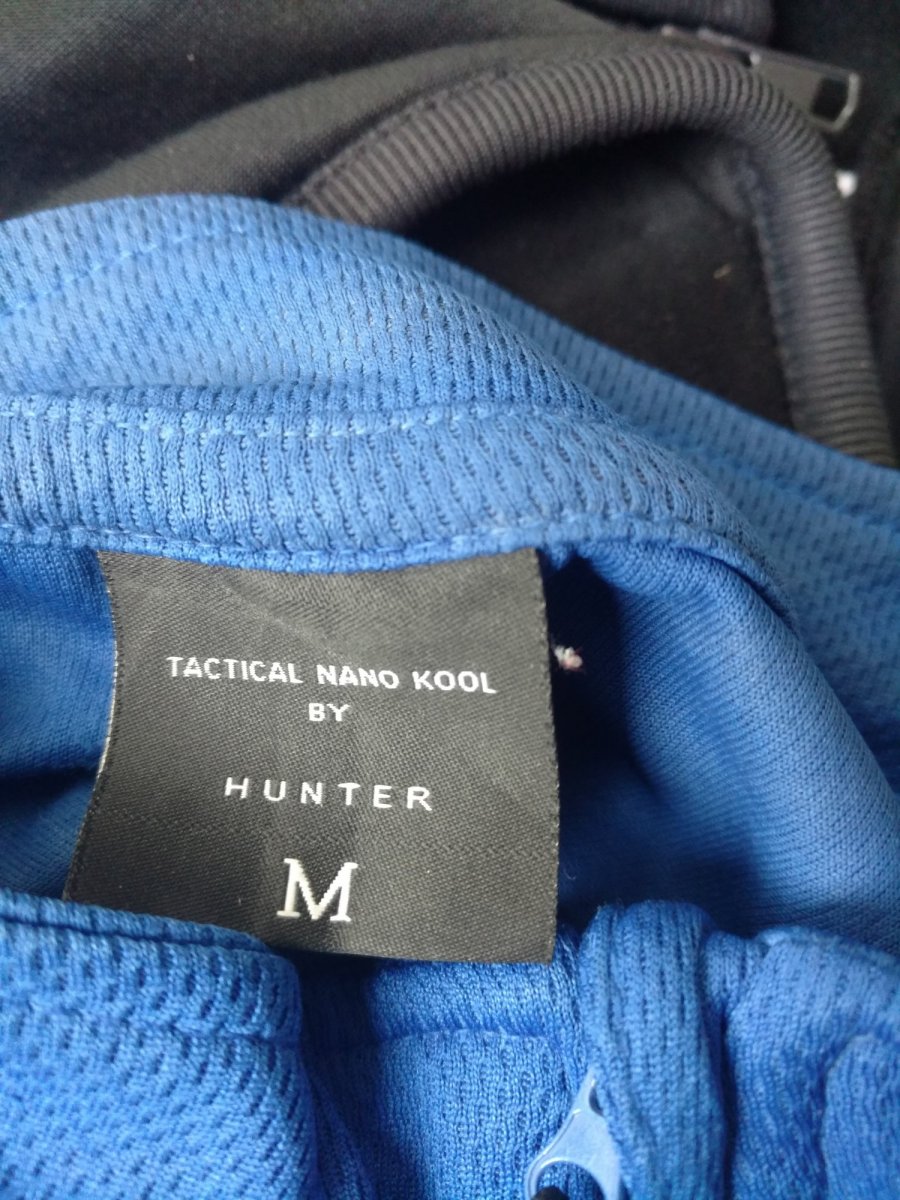 TACTICAL NANO KOOL
BY
HUNTER
M